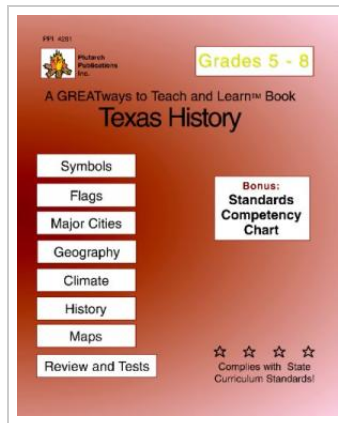 PPI 4281
Plutarch
Publications
Inc.
Grades 5 - 8
A GREATways to Teach and Learn™ Book
Texas History
Symbols
Flags
Major Cities
Geography
Climate
History
Maps
Review and Tests
Bonus:
Standards
Competency
Chart
Complies with State
Curriculum Standards!